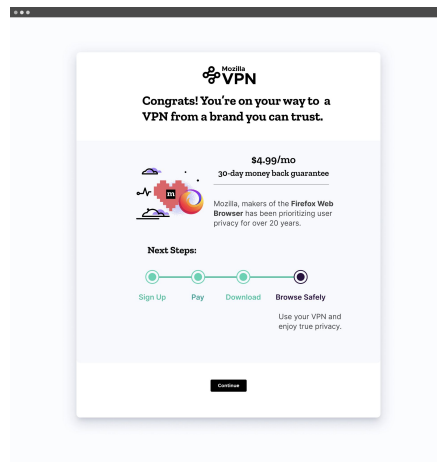 Mozilla
VPN
Congrats! You're on your way to a
VPN from a brand you can trust.
$4.99/mo
30-day money back guarantee
m
Mozilla, makers of the Firefox Web
Browser has been prioritizing user
privacy for over 20 years.
Next Steps:
Sign Up Pay Download Browse Safely
Use your VPN and
enjoy true privacy.
Continue